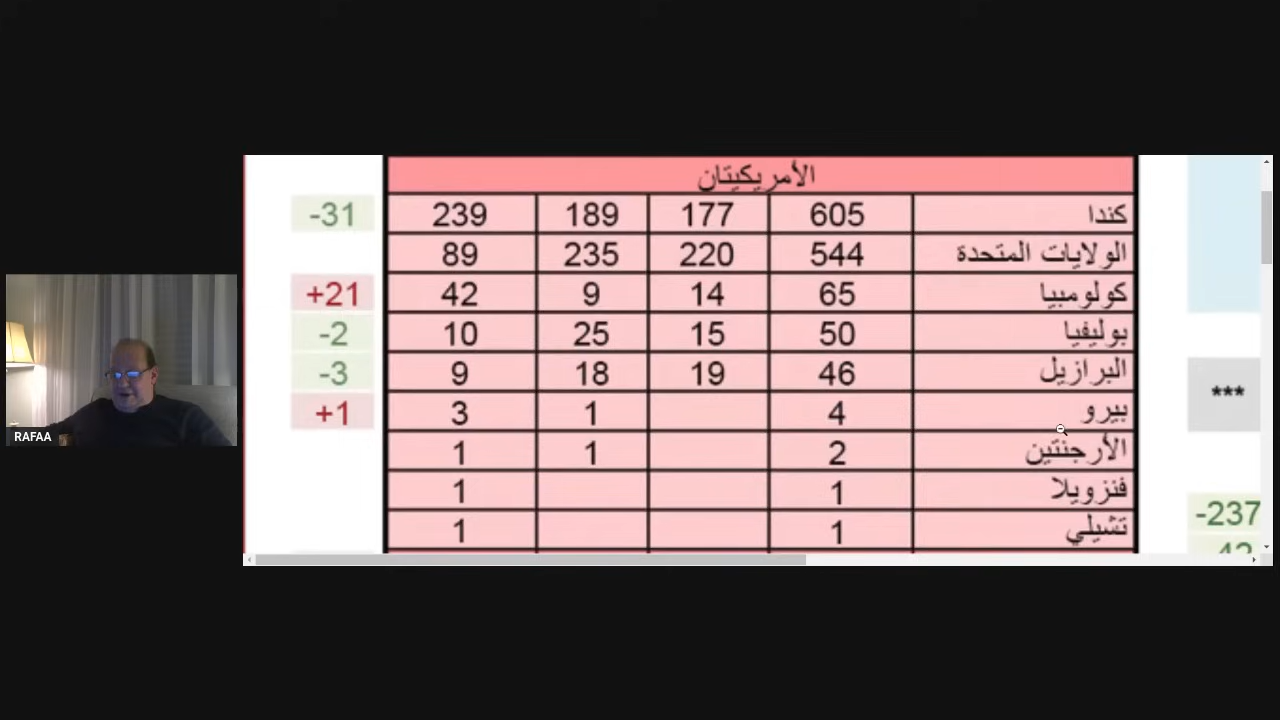 الأمريكيتان
كندا 605 177 189 239 -31
الولايات المتحدة 544 220 235 89
كولومبيا 65 14 9 42 +21
بوليفيا 50 15 25 10 -2
البرازيل 46 19 18 9 -3
بيرو 4 1 3 +1
الأرجنتين 2 1 1
فنزويلا 1 1
تشيلي 1 1
***
-237
RAFAA